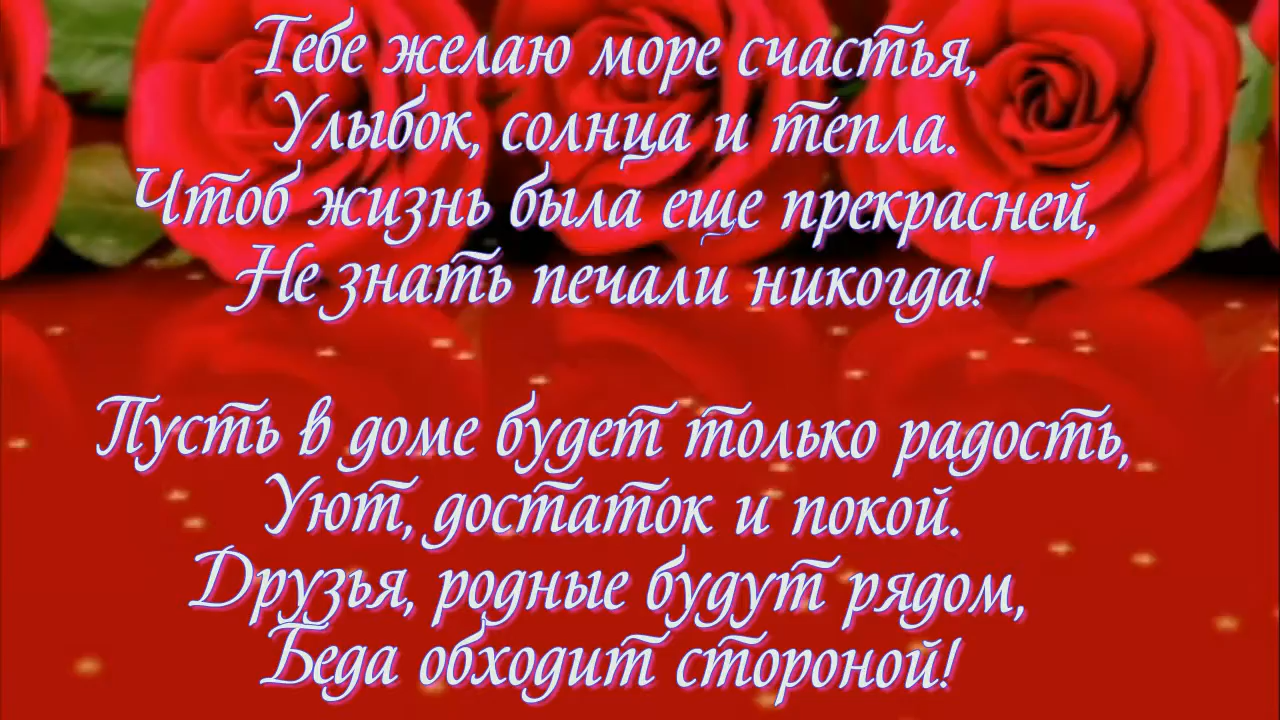 Тебе желаю море счастья,
Улыбок, солнца и тепла.
Чтоб жизнь была еще прекрасней,
Не знать печали никогда!
Пусть в доме будет только радость,
Уют, достаток и покой.
Друзья, родные будут рядом,
Беда обходит стороной!